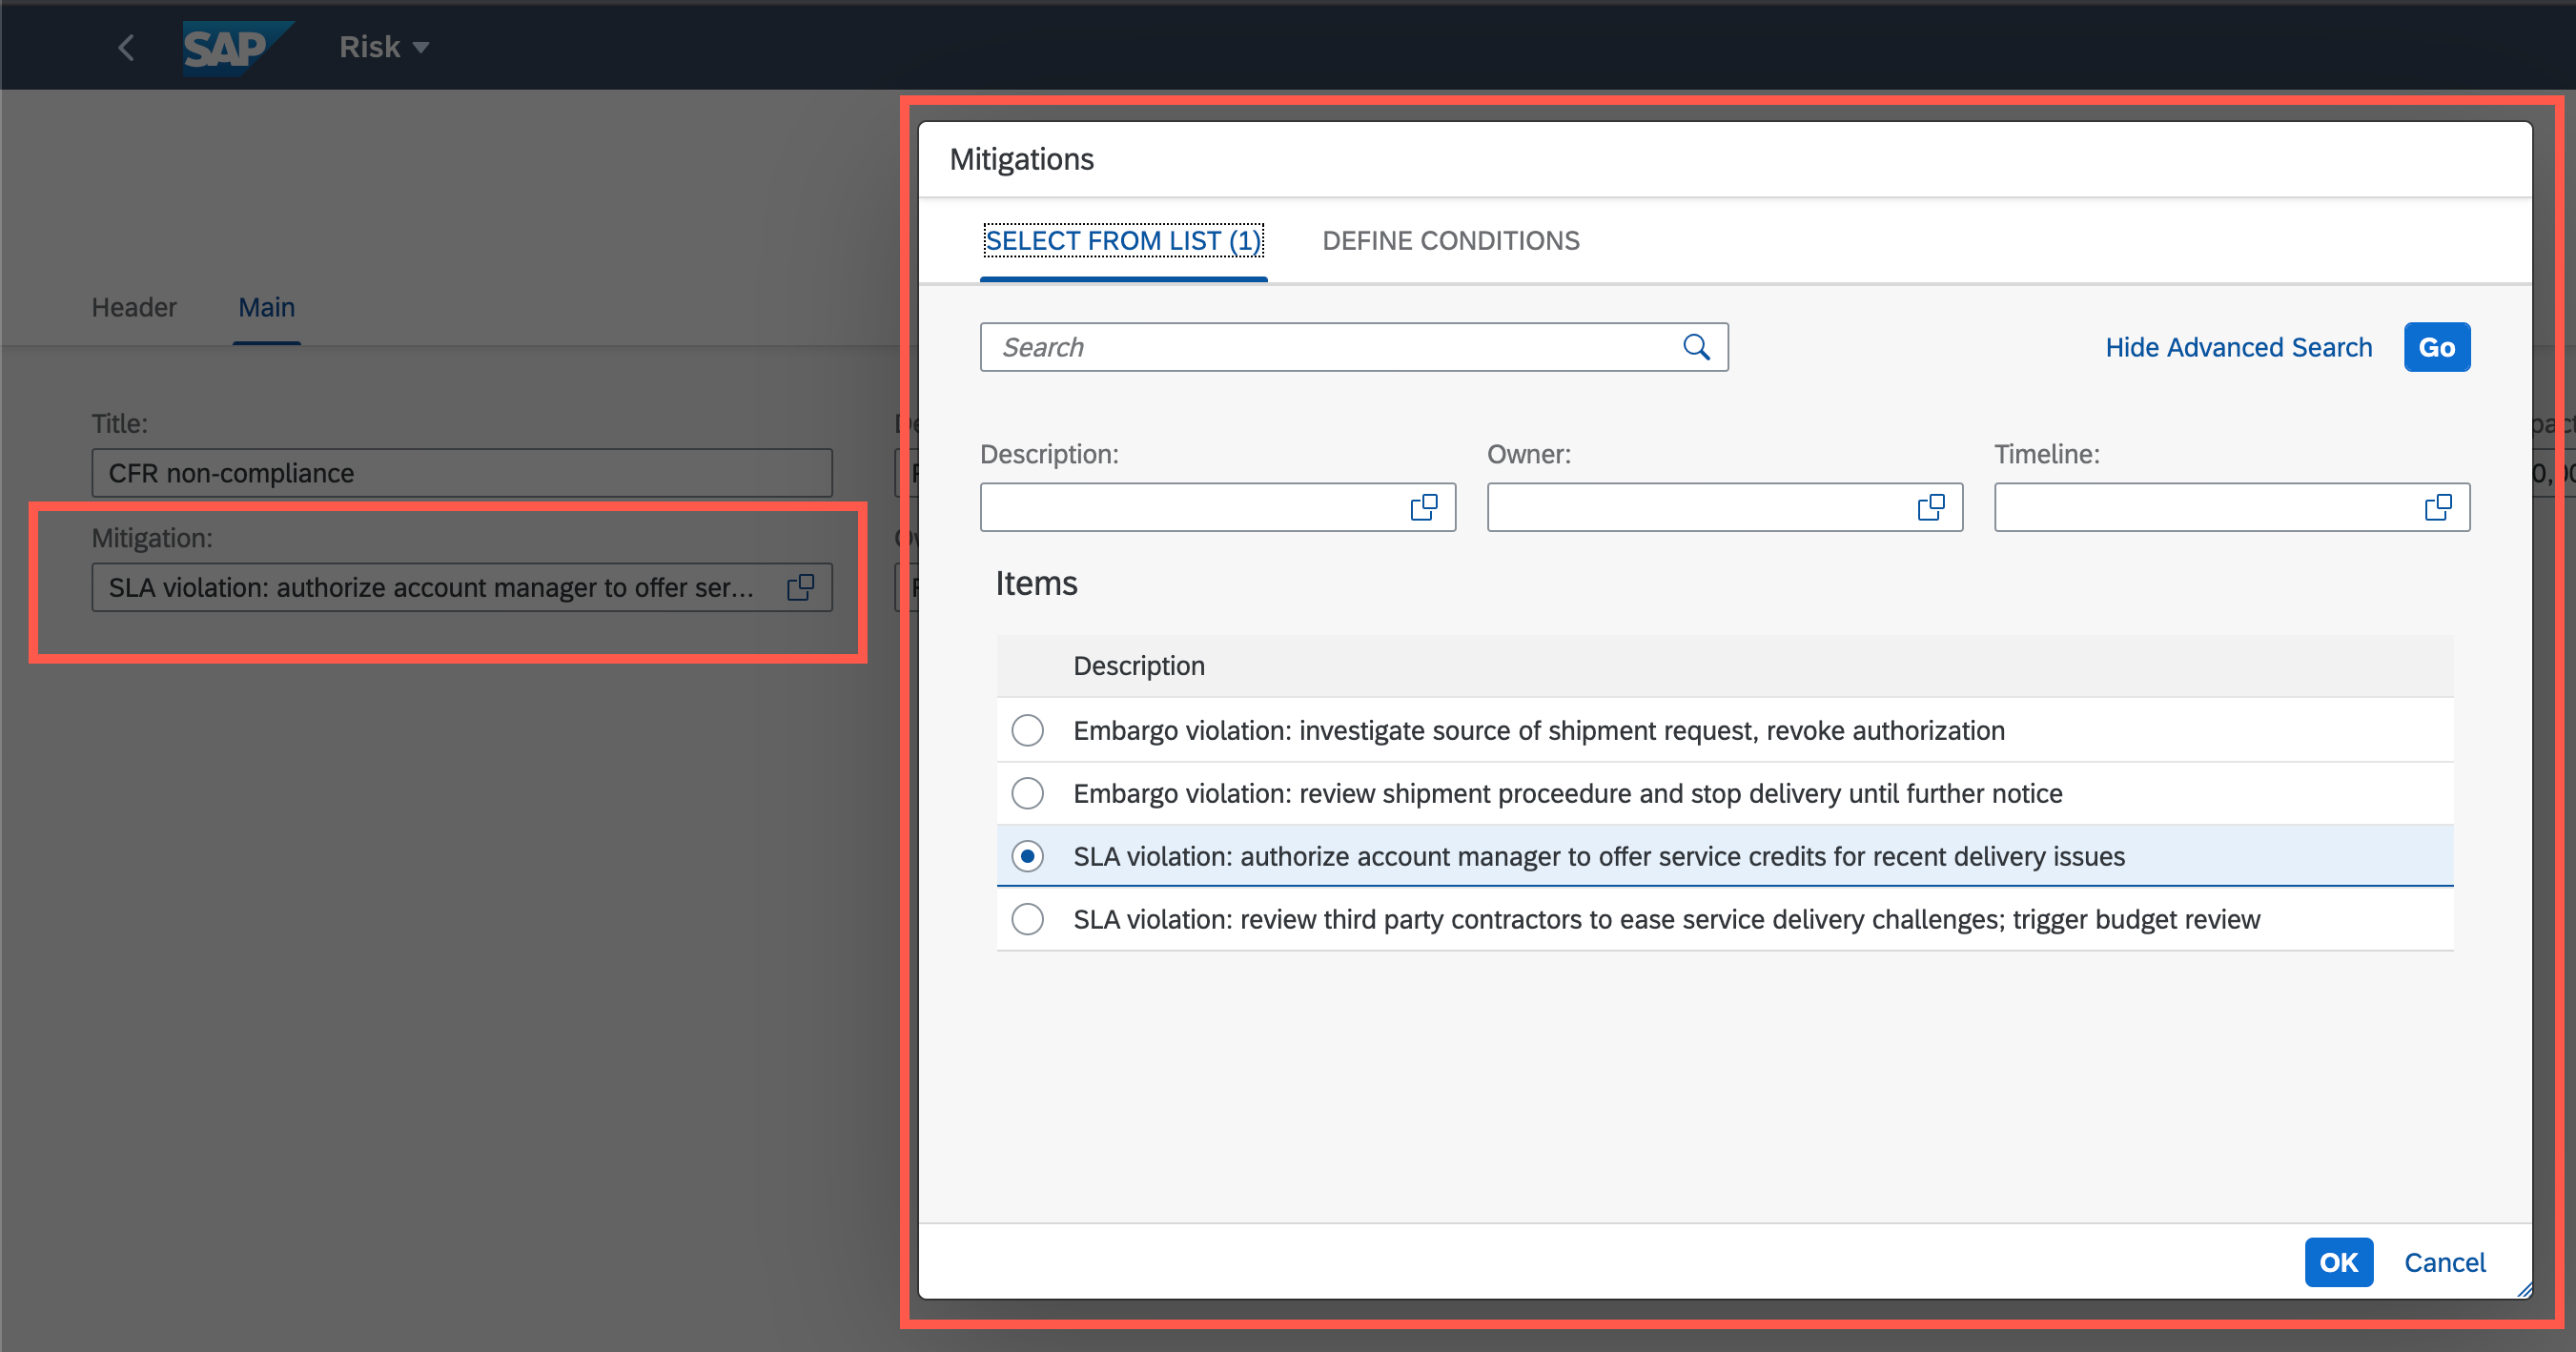 SAP Risk
Mitigations
SELECT FROM LIST (1) DEFINE CONDITIONS
Header Main
Search
Hide Advanced Search Go
Title:
CFR non-compliance
Description: Owner: Timeline:
Mitigation:
SLA violation: authorize account manager to offer ser...
Items
Description
Embargo violation: investigate source of shipment request, revoke authorization
Embargo violation: review shipment proceedure and stop delivery until further notice
SLA violation: authorize account manager to offer service credits for recent delivery issues
SLA violation: review third party contractors to ease service delivery challenges; trigger budget review
OK Cancel